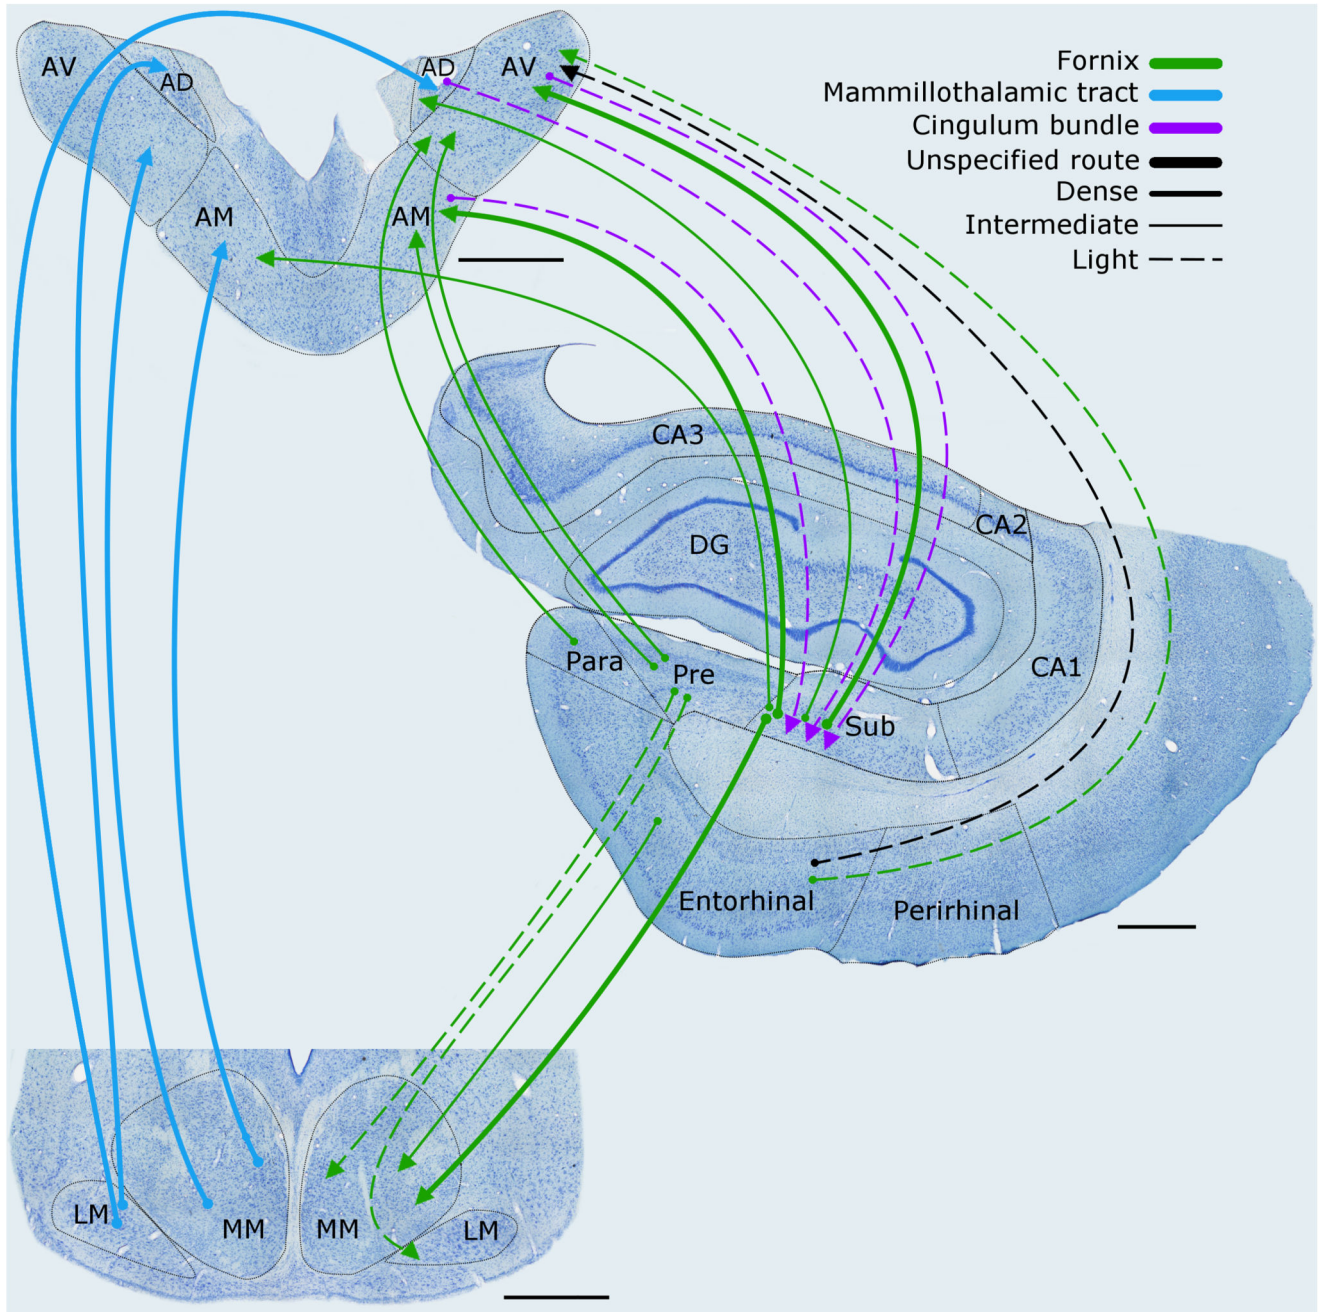 AV
AD
AD
AV
AM
AM
Fornix
Mammillothalamic tract
Cingulum bundle
Unspecified route
Dense
Intermediate
Light
CA3
CA2
DG
CA1
Para
Pre
Sub
Entorhinal
Perirhinal
LM
MM
MM
LM